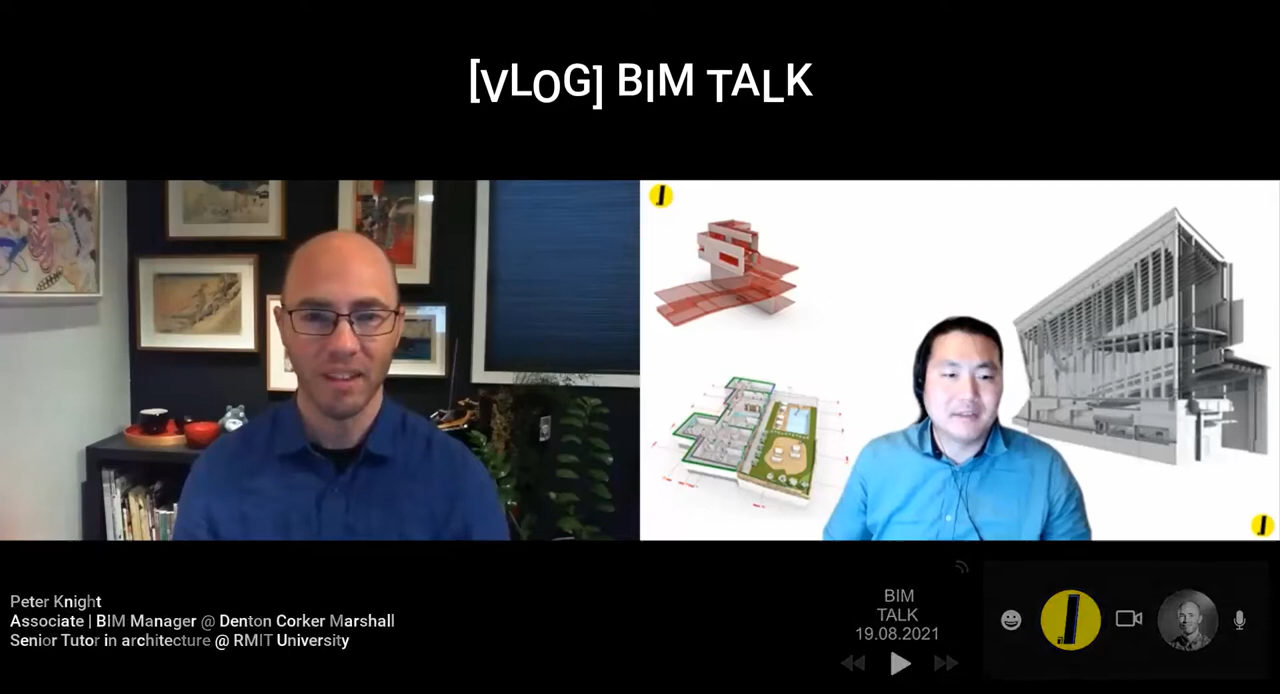 [VLOG] BIM TALK
Peter Knight
Associate | BIM Manager @ Denton Corker Marshall
Senior Tutor in architecture @ RMIT University
BIM
TALK
19.08.2021